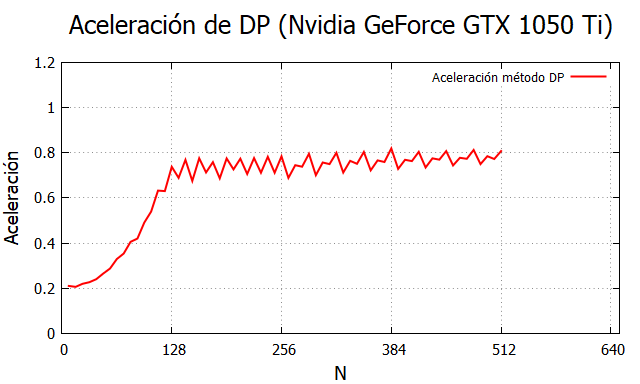 Aceleración de DP (Nvidia GeForce GTX 1050 Ti)
1.2
Aceleración método DP
1
0.8
0.6
0.4
0.2
0
Aceleración
0 128 256 384 512 640
N